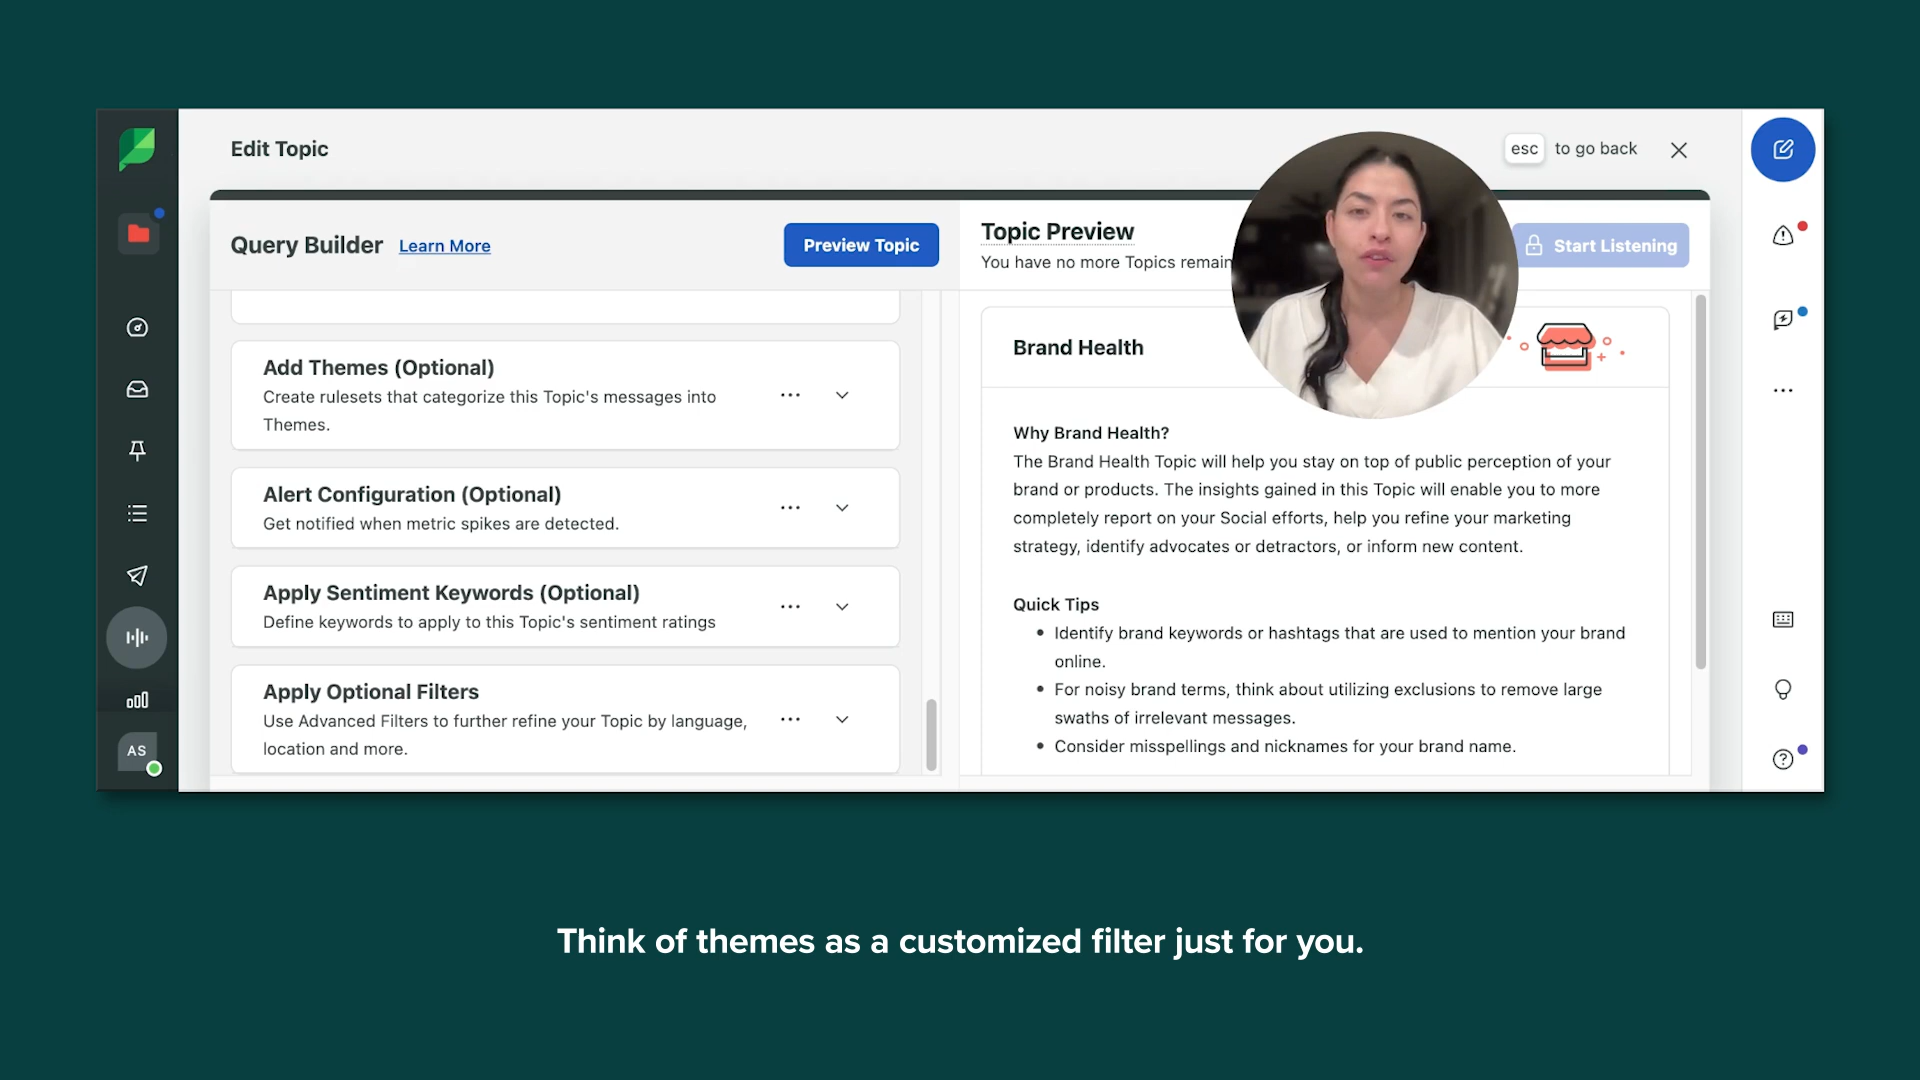 Edit Topic
esc to go back
Query Builder Learn More
Preview Topic
Topic Preview
You have no more Topics remain
Start Listening
Add Themes (Optional)
Create rulesets that categorize this Topic's messages into
Themes.
Alert Configuration (Optional)
Get notified when metric spikes are detected.
Apply Sentiment Keywords (Optional)
Define keywords to apply to this Topic's sentiment ratings
Apply Optional Filters
Use Advanced Filters to further refine your Topic by language,
location and more.
AS
Brand Health
Why Brand Health?
The Brand Health Topic will help you stay on top of public perception of your
brand or products. The insights gained in this Topic will enable you to more
completely report on your Social efforts, help you refine your marketing
strategy, identify advocates or detractors, or inform new content.
Quick Tips
• Identify brand keywords or hashtags that are used to mention your brand
online.
• For noisy brand terms, think about utilizing exclusions to remove large
swaths of irrelevant messages.
• Consider misspellings and nicknames for your brand name.
Think of themes as a customized filter just for you.